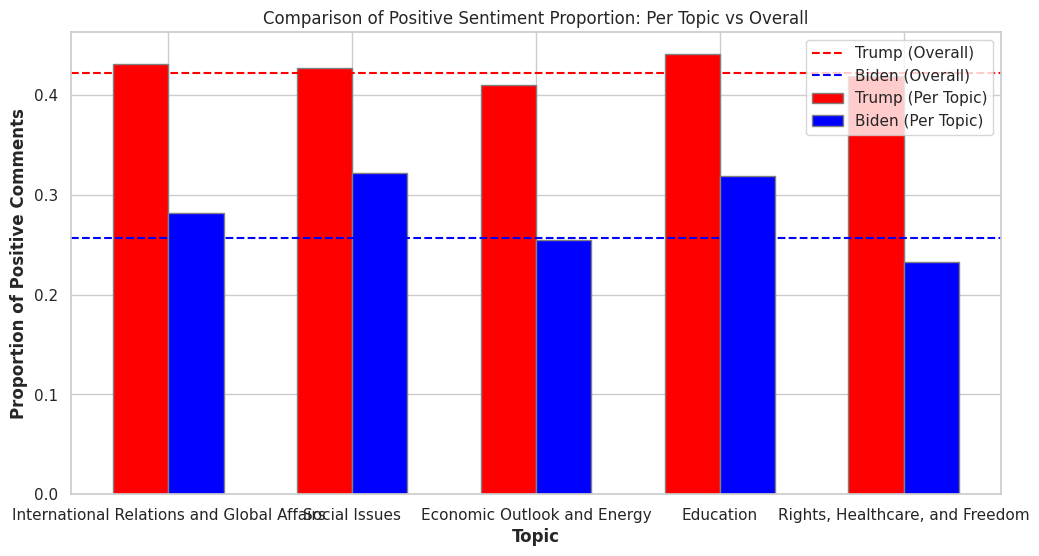 Comparison of Positive Sentiment Proportion: Per Topic vs Overall
Trump (Overall)
Biden (Overall)
Trump (Per Topic)
Biden (Per Topic)
Proportion of Positive Comments
0.4
0.3
0.2
0.1
0.0
International Relations and Global Affairs
Social Issues
Economic Outlook and Energy
Education
Rights, Healthcare, and Freedom
Topic